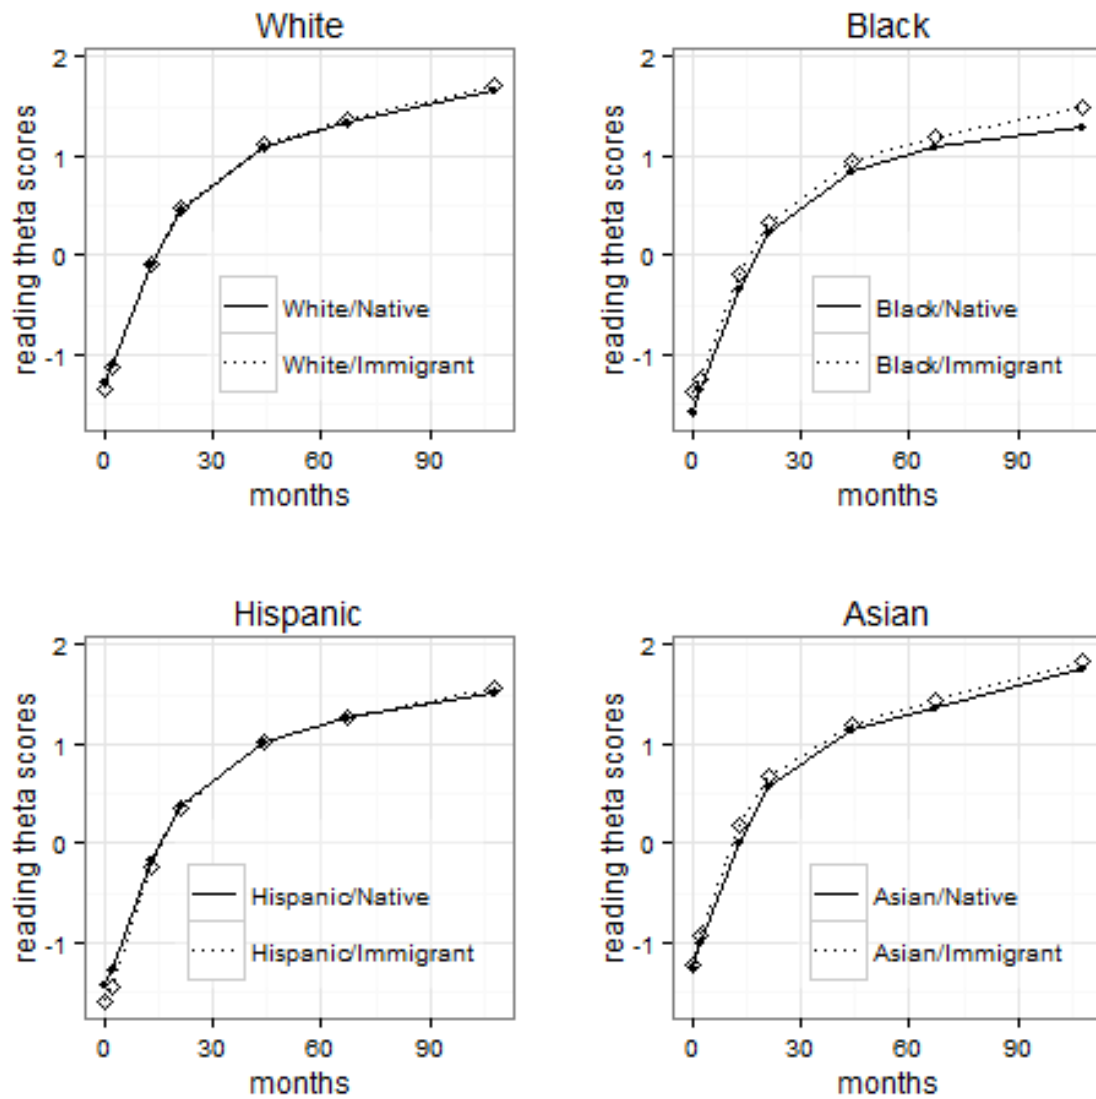 White
reading theta scores
2
1
0
-1
White/Native
White/Immigrant
0 30 60 90
months
Black
reading theta scores
2
1
0
-1
Black/Native
Black/Immigrant
0 30 60 90
months
Hispanic
reading theta scores
2
1
0
-1
Hispanic/Native
Hispanic/Immigrant
0 30 60 90
months
Asian
reading theta scores
2
1
0
-1
Asian/Native
Asian/Immigrant
0 30 60 90
months